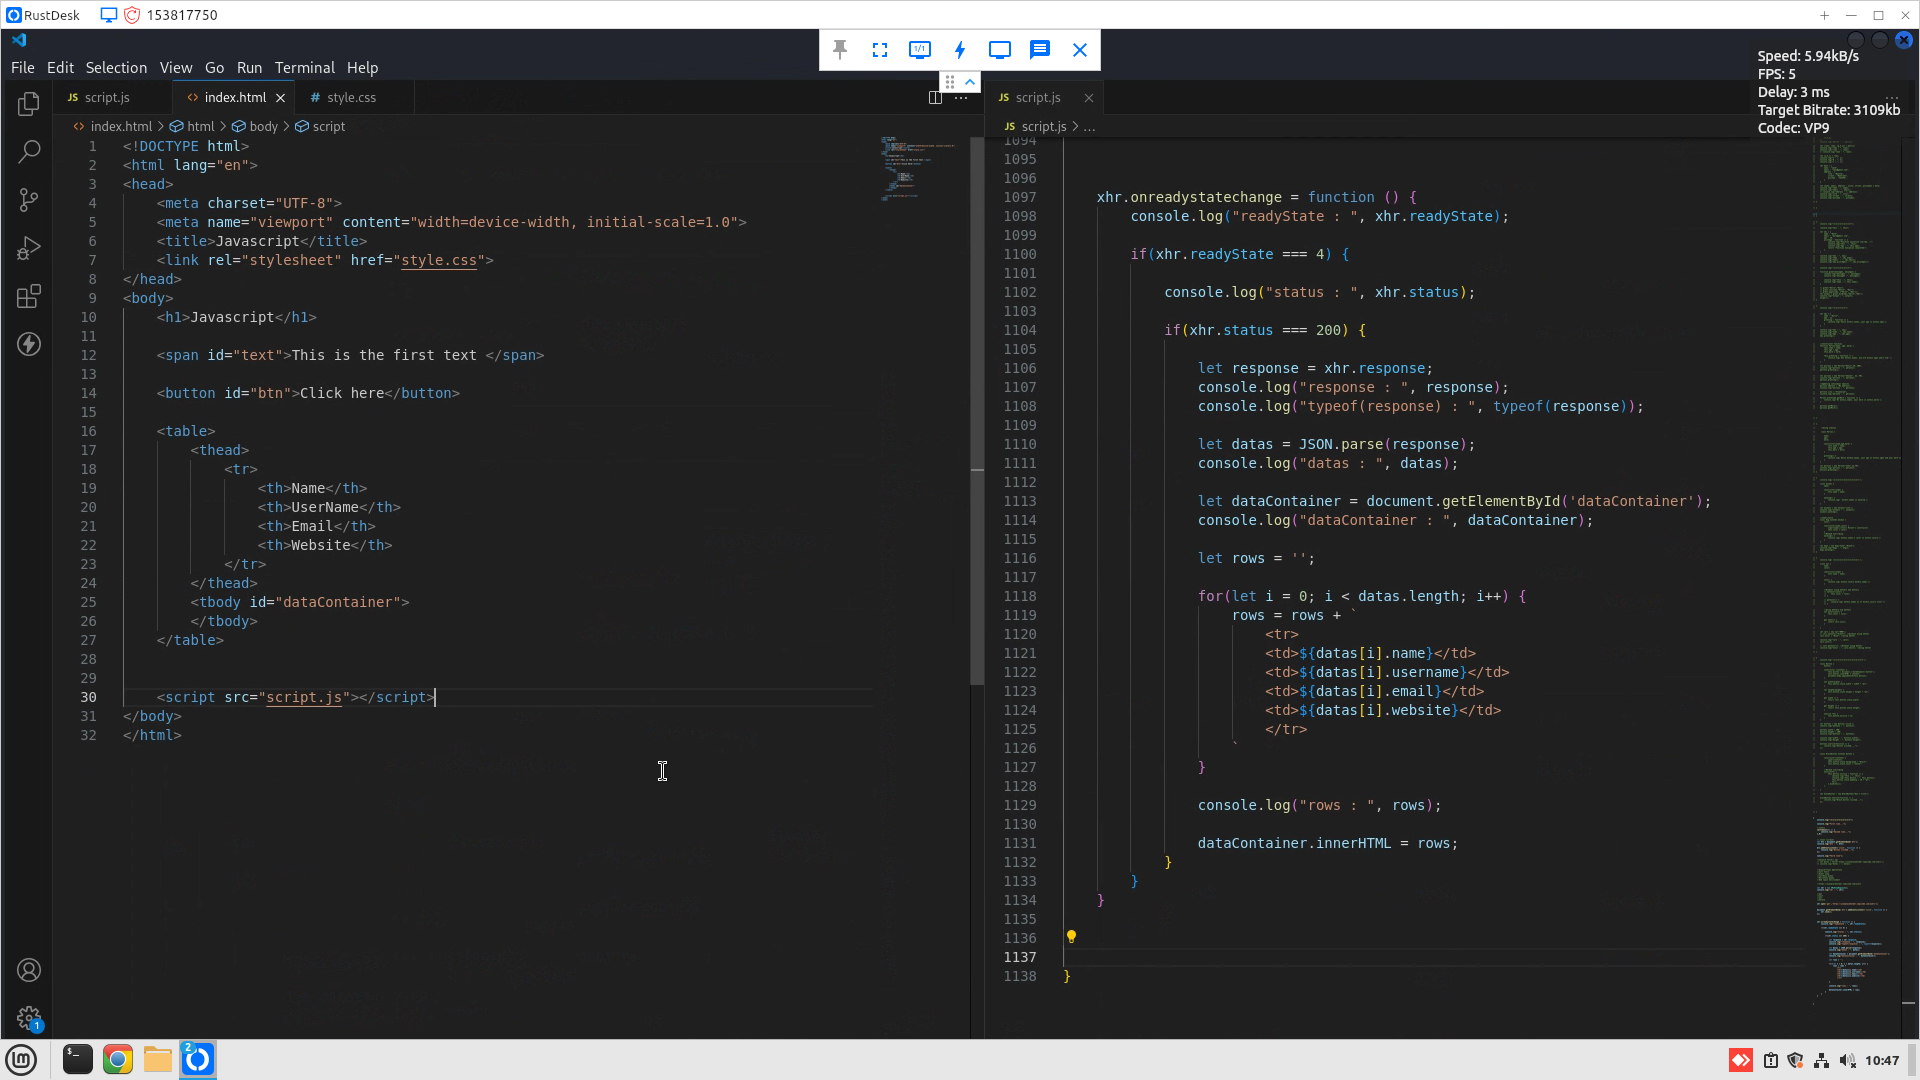 RustDesk 153817750
File Edit Selection View Go Run Terminal Help
1/1
Speed: 5.94kB/s
FPS: 5
Delay: 3 ms
Target Bitrate: 3109kb
Codec: VP9
JS script.js index.html # style.css
index.html > html > body > script
1 <!DOCTYPE html>
2 <html lang="en">
3 <head>
4 <meta charset="UTF-8">
5 <meta name="viewport" content="width=device-width, initial-scale=1.0">
6 <title>Javascript</title>
7 <link rel="stylesheet" href="style.css">
8 </head>
9 <body>
10 <h1>Javascript</h1>
11
12 <span id="text">This is the first text </span>
13
14 <button id="btn">Click here</button>
15
16 <table>
17 <thead>
18 <tr>
19 <th>Name</th>
20 <th>UserName</th>
21 <th>Email</th>
22 <th>Website</th>
23 </tr>
24 </thead>
25 <tbody id="dataContainer">
26 </tbody>
27 </table>
28
29
30 <script src="script.js"></script>
31 </body>
32 </html>
JS script.js
JS script.js > ...
1094
1095
1096
1097 xhr.onreadystatechange = function () {
1098 console.log("readyState : ", xhr.readyState);
1099
1100 if(xhr.readyState === 4) {
1101
1102 console.log("status : ", xhr.status);
1103
1104 if(xhr.status === 200) {
1105
1106 let response = xhr.response;
1107 console.log("response : ", response);
1108 console.log("typeof(response) : ", typeof(response));
1109
1110 let datas = JSON.parse(response);
1111 console.log("datas : ", datas);
1112
1113 let dataContainer = document.getElementById('dataContainer');
1114 console.log("dataContainer : ", dataContainer);
1115
1116 let rows = '';
1117
1118 for(let i = 0; i < datas.length; i++) {
1119 rows = rows + `
1120 <tr>
1121 <td>${datas[i].name}</td>
1122 <td>${datas[i].username}</td>
1123 <td>${datas[i].email}</td>
1124 <td>${datas[i].website}</td>
1125 </tr>
1126 `
1127 }
1128
1129 console.log("rows : ", rows);
1130
1131 dataContainer.innerHTML = rows;
1132 }
1133 }
1134 }
1135
1136
1137
1138 }
1
2
10:47